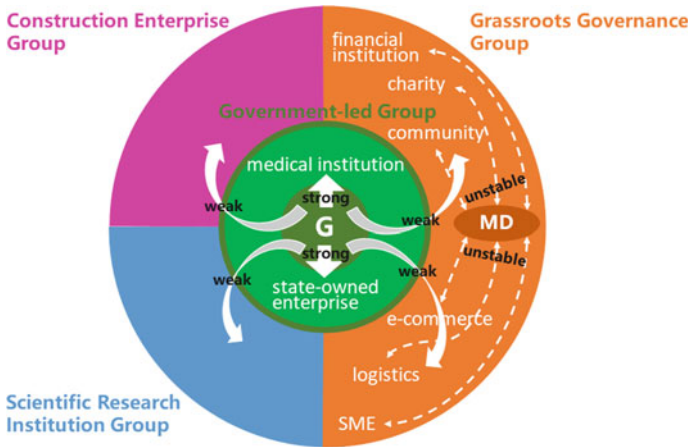 Construction Enterprise
Group
Grassroots Governance
Group
financial
institution
charity
Government-led Group
community
medical institution
unstable
strong
weak
weak
G
MD
strong
unstable
weak
weak
state-owned
enterprise
e-commerce
logistics
Scientific Research
Institution Group
SME